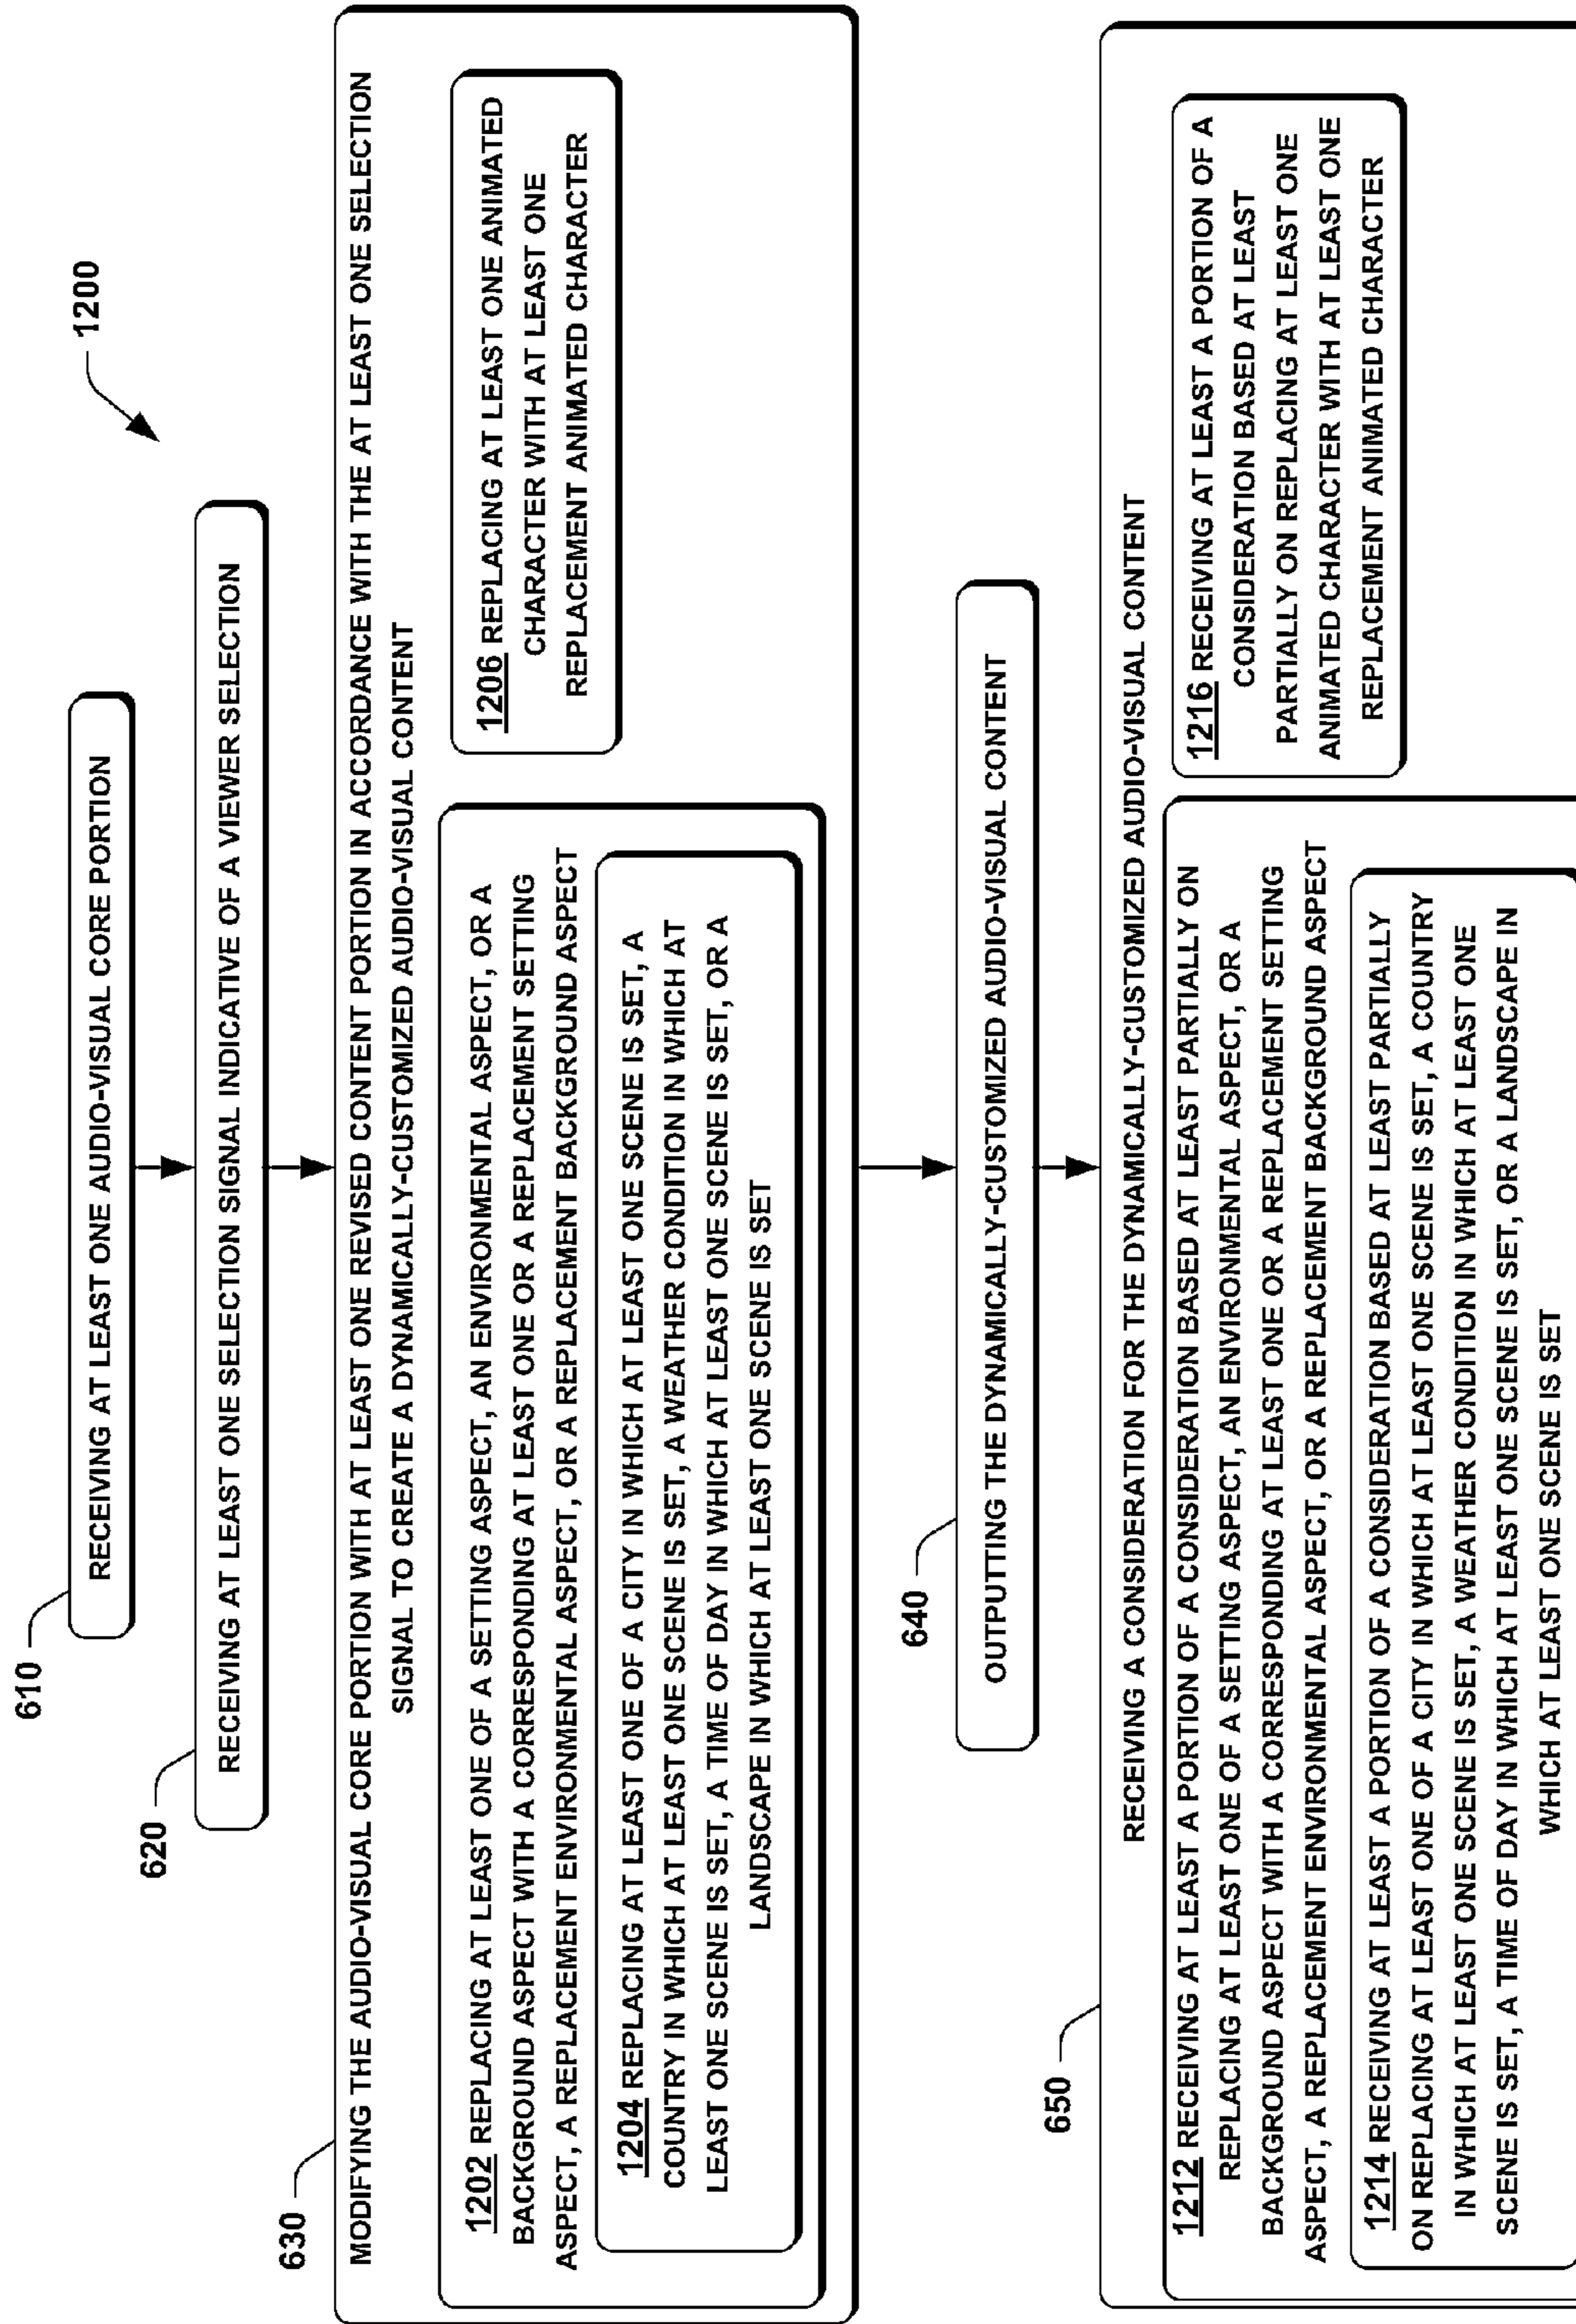 1200
610
RECEIVING AT LEAST ONE AUDIO-VISUAL CORE PORTION
620
RECEIVING AT LEAST ONE SELECTION SIGNAL INDICATIVE OF A VIEWER SELECTION
630
MODIFYING THE AUDIO-VISUAL CORE PORTION WITH AT LEAST ONE REVISED CONTENT PORTION IN ACCORDANCE WITH THE AT LEAST ONE SELECTION
SIGNAL TO CREATE A DYNAMICALLY-CUSTOMIZED AUDIO-VISUAL CONTENT
1202 REPLACING AT LEAST ONE OF A SETTING ASPECT, AN ENVIRONMENTAL ASPECT, OR A
BACKGROUND ASPECT WITH A CORRESPONDING AT LEAST ONE OR A REPLACEMENT SETTING
ASPECT, A REPLACEMENT ENVIRONMENTAL ASPECT, OR A REPLACEMENT BACKGROUND ASPECT
1204 REPLACING AT LEAST ONE OF A CITY IN WHICH AT LEAST ONE SCENE IS SET, A
COUNTRY IN WHICH AT LEAST ONE SCENE IS SET, A WEATHER CONDITION IN WHICH AT
LEAST ONE SCENE IS SET, A TIME OF DAY IN WHICH AT LEAST ONE SCENE IS SET, OR A
LANDSCAPE IN WHICH AT LEAST ONE SCENE IS SET
1206 REPLACING AT LEAST ONE ANIMATED
CHARACTER WITH AT LEAST ONE
REPLACEMENT ANIMATED CHARACTER
640
OUTPUTTING THE DYNAMICALLY-CUSTOMIZED AUDIO-VISUAL CONTENT
650
RECEIVING A CONSIDERATION FOR THE DYNAMICALLY-CUSTOMIZED AUDIO-VISUAL CONTENT
1212 RECEIVING AT LEAST A PORTION OF A CONSIDERATION BASED AT LEAST PARTIALLY ON
REPLACING AT LEAST ONE OF A SETTING ASPECT, AN ENVIRONMENTAL ASPECT, OR A
BACKGROUND ASPECT WITH A CORRESPONDING AT LEAST ONE OR A REPLACEMENT SETTING
ASPECT, A REPLACEMENT ENVIRONMENTAL ASPECT, OR A REPLACEMENT BACKGROUND ASPECT
1214 RECEIVING AT LEAST A PORTION OF A CONSIDERATION BASED AT LEAST PARTIALLY
ON REPLACING AT LEAST ONE OF A CITY IN WHICH AT LEAST ONE SCENE IS SET, A COUNTRY
IN WHICH AT LEAST ONE SCENE IS SET, A WEATHER CONDITION IN WHICH AT LEAST ONE
SCENE IS SET, A TIME OF DAY IN WHICH AT LEAST ONE SCENE IS SET, OR A LANDSCAPE IN
WHICH AT LEAST ONE SCENE IS SET
1216 RECEIVING AT LEAST A PORTION OF A
CONSIDERATION BASED AT LEAST
PARTIALLY ON REPLACING AT LEAST ONE
ANIMATED CHARACTER WITH AT LEAST ONE
REPLACEMENT ANIMATED CHARACTER